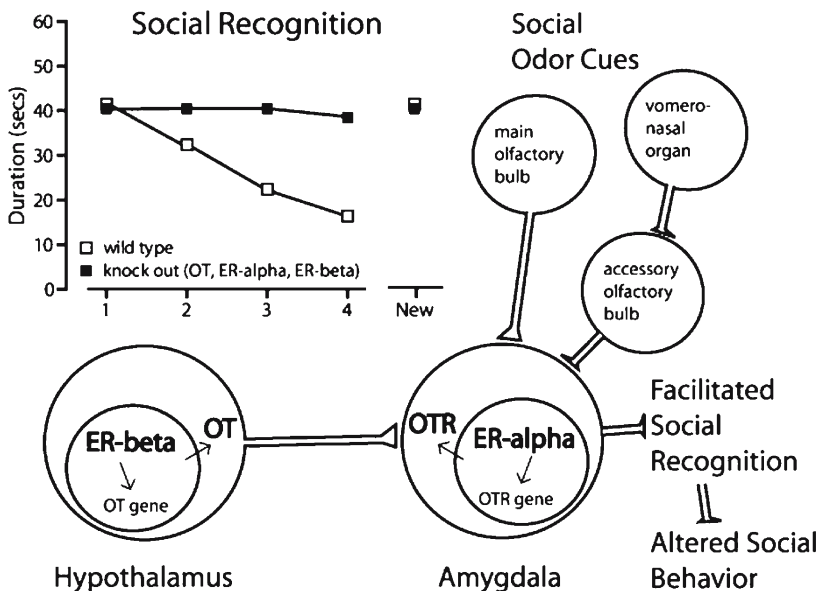 Social Recognition
60
50
40
30
20
10
0
Duration (secs)
wild type
knock out (OT, ER-alpha, ER-beta)
1
2
3
4
New
Social
Odor Cues
main
olfactory
bulb
vomero-
nasal
organ
accessory
olfactory
bulb
ER-beta
OT
OT gene
Hypothalamus
OTR
ER-alpha
OTR gene
Amygdala
Facilitated
Social
Recognition
Altered Social
Behavior